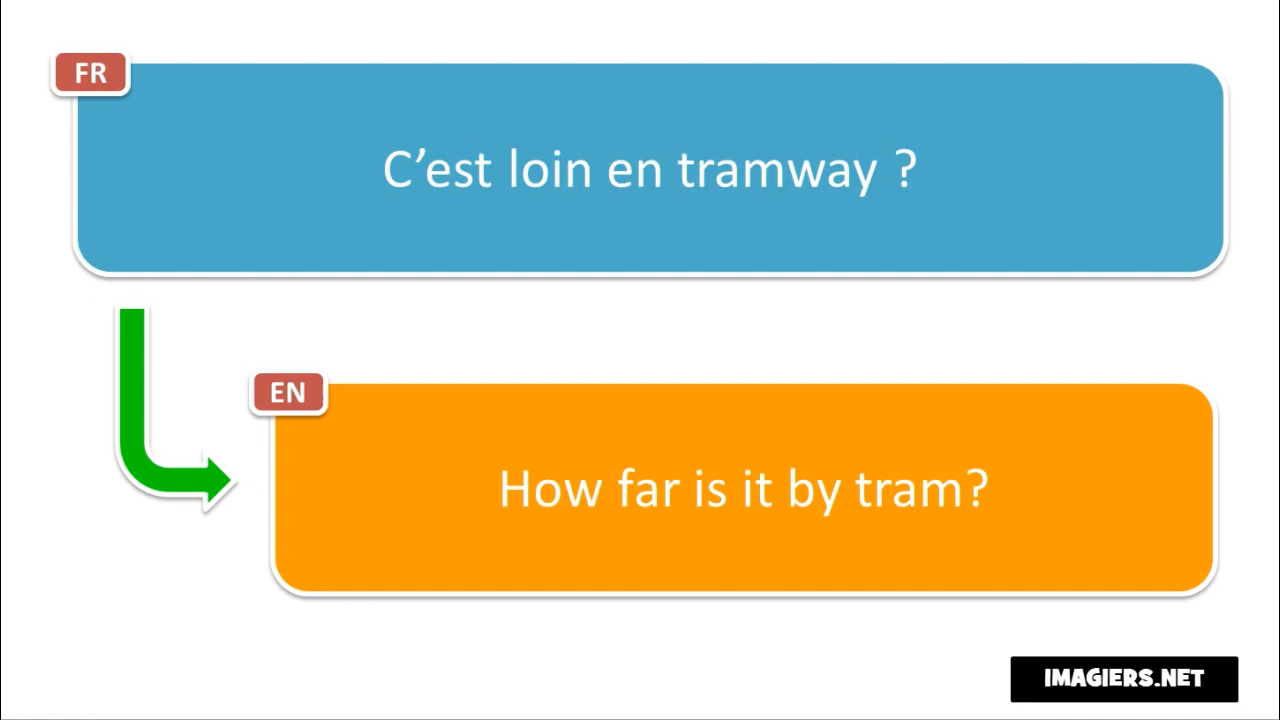 FR
C’est loin en tramway ?
EN
How far is it by tram?
IMAGIERS.NET